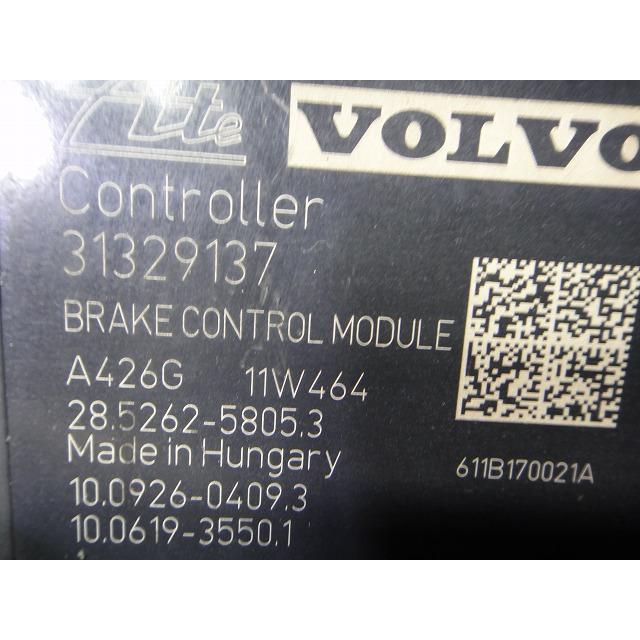 Ate VOLVO
Controller
31329137
BRAKE CONTROL MODULE
A426G 11W464
28.5262-5805.3
Made in Hungary 611B170021A
10.0926-0409.3
10.0619-3550.1